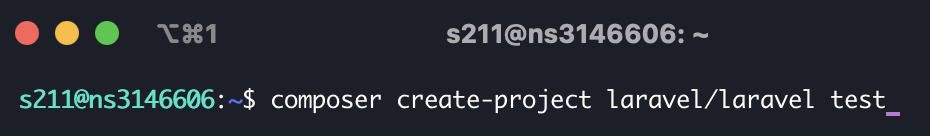 ⌥⌘1 s211@ns3146606: ~
s211@ns3146606:~$ composer create-project laravel/laravel test